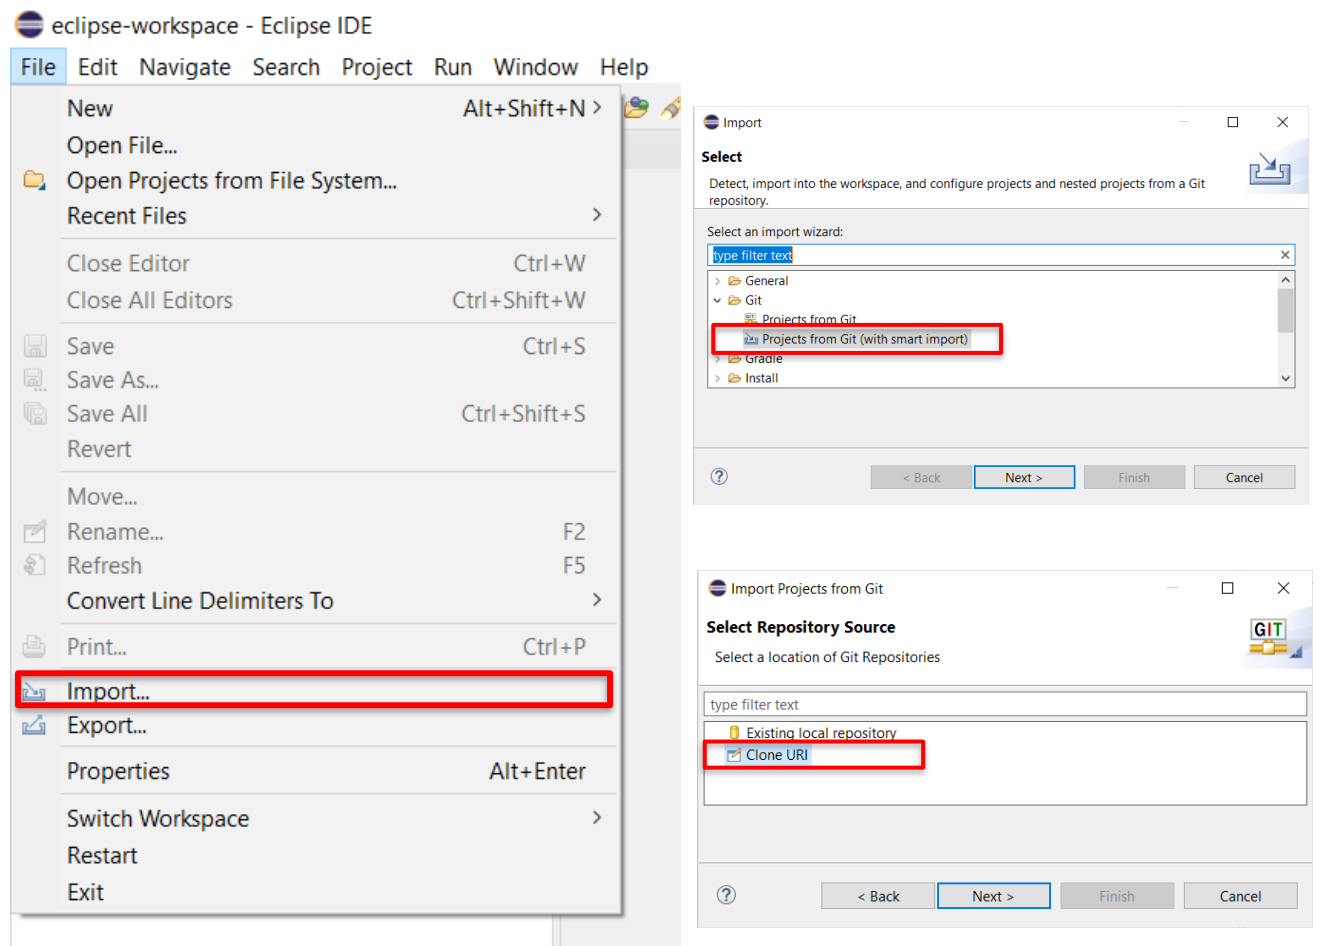 eclipse-workspace - Eclipse IDE
File Edit Navigate Search Project Run Window Help
New Alt+Shift+N
Open File...
Open Projects from File System...
Recent Files
Close Editor Ctrl+W
Close All Editors Ctrl+Shift+W
Save Ctrl+S
Save As...
Save All Ctrl+Shift+S
Revert
Move...
Rename... F2
Refresh F5
Convert Line Delimiters To
Print... Ctrl+P
Import...
Export...
Properties Alt+Enter
Switch Workspace
Restart
Exit
Import
Select
Detect, import into the workspace, and configure projects and nested projects from a Git
repository.
Select an import wizard:
type filter text
General
Git
Projects from Git
Projects from Git (with smart import)
Gradle
Install
< Back Next > Finish Cancel
Import Projects from Git
Select Repository Source
GIT
Select a location of Git Repositories
type filter text
Existing local repository
Clone URI
< Back Next > Finish Cancel